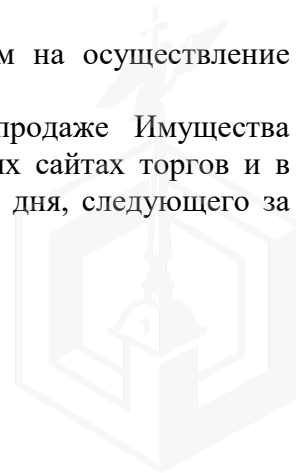 м на осуществление
продаже Имущества
их сайтах торгов и в
дня, следующего за